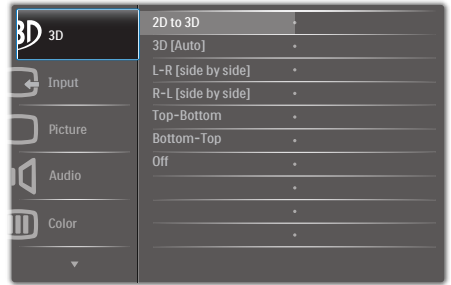 3D 3D
Input
Picture
Audio
Color
2D to 3D
3D [Auto]
L-R [side by side]
R-L [side by side]
Top-Bottom
Bottom-Top
Off